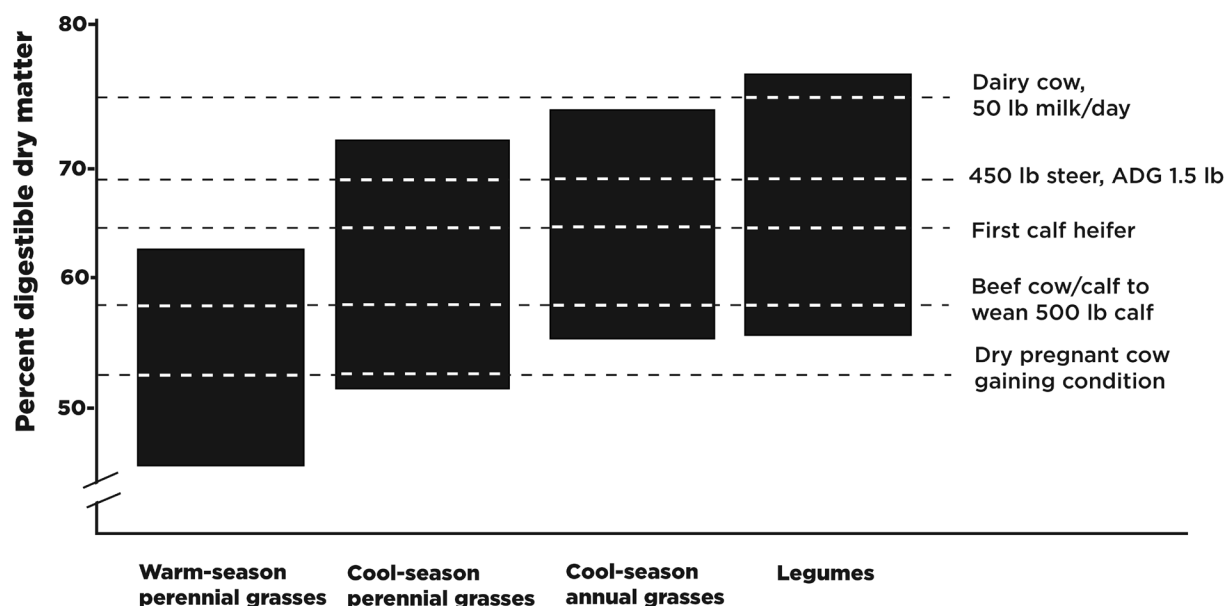 Percent digestible dry matter
80
70
60
50
Dairy cow,
50 lb milk/day
450 lb steer, ADG 1.5 lb
First calf heifer
Beef cow/calf to
wean 500 lb calf
Dry pregnant cow
gaining condition
Warm-season
perennial grasses
Cool-season
perennial grasses
Cool-season
annual grasses
Legumes